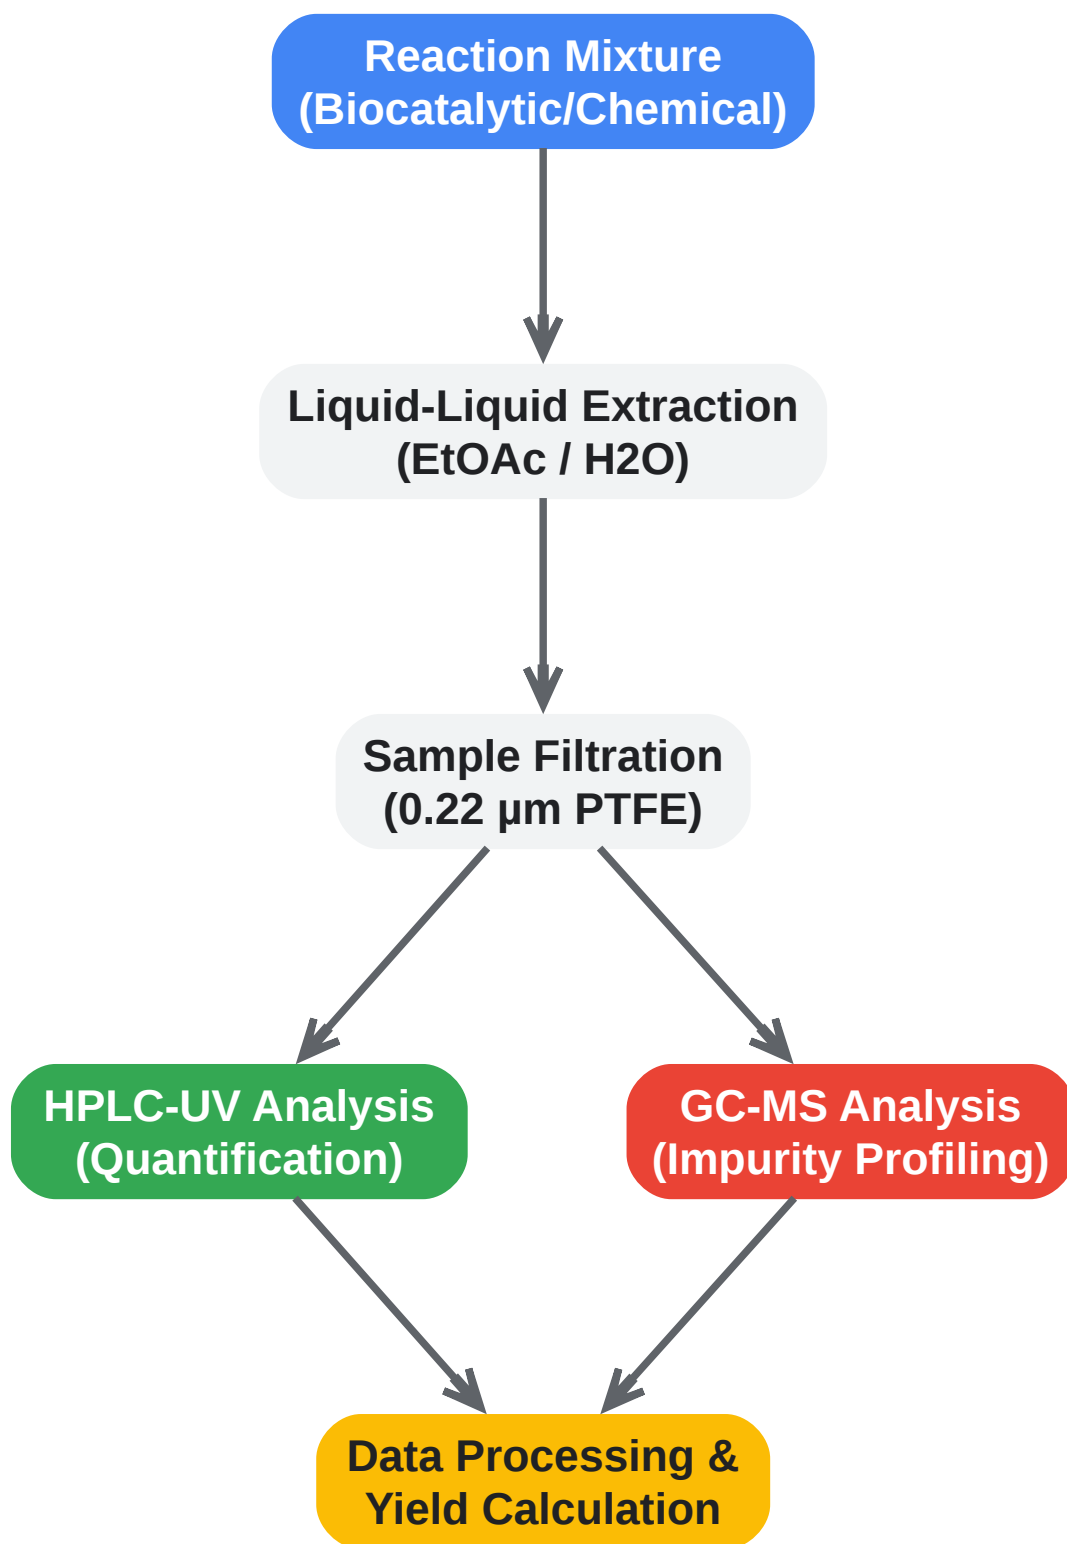 Reaction Mixture
(Biocatalytic/Chemical)
Liquid-Liquid Extraction
(EtOAc / H2O)
Sample Filtration
(0.22 µm PTFE)
HPLC-UV Analysis
(Quantification)
GC-MS Analysis
(Impurity Profiling)
Data Processing &
Yield Calculation